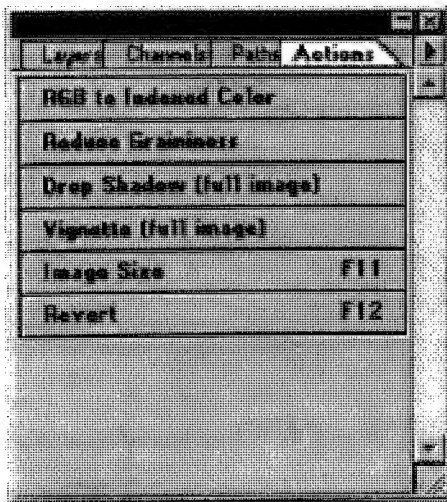 Layers Channels Paths Actions
RGB to Indexed Color
Reduce Graininess
Drop Shadow (full image)
Vignette (full image)
Image Size F11
Revert F12